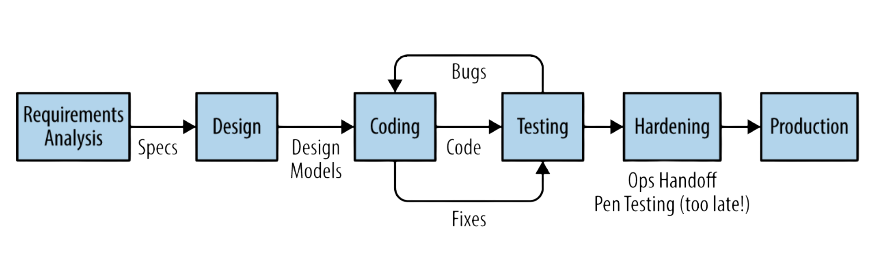 Bugs
Requirements
Analysis
Specs
Design
Design
Models
Coding
Code
Testing
Hardening
Production
Ops Handoff
Pen Testing (too late!)
Fixes